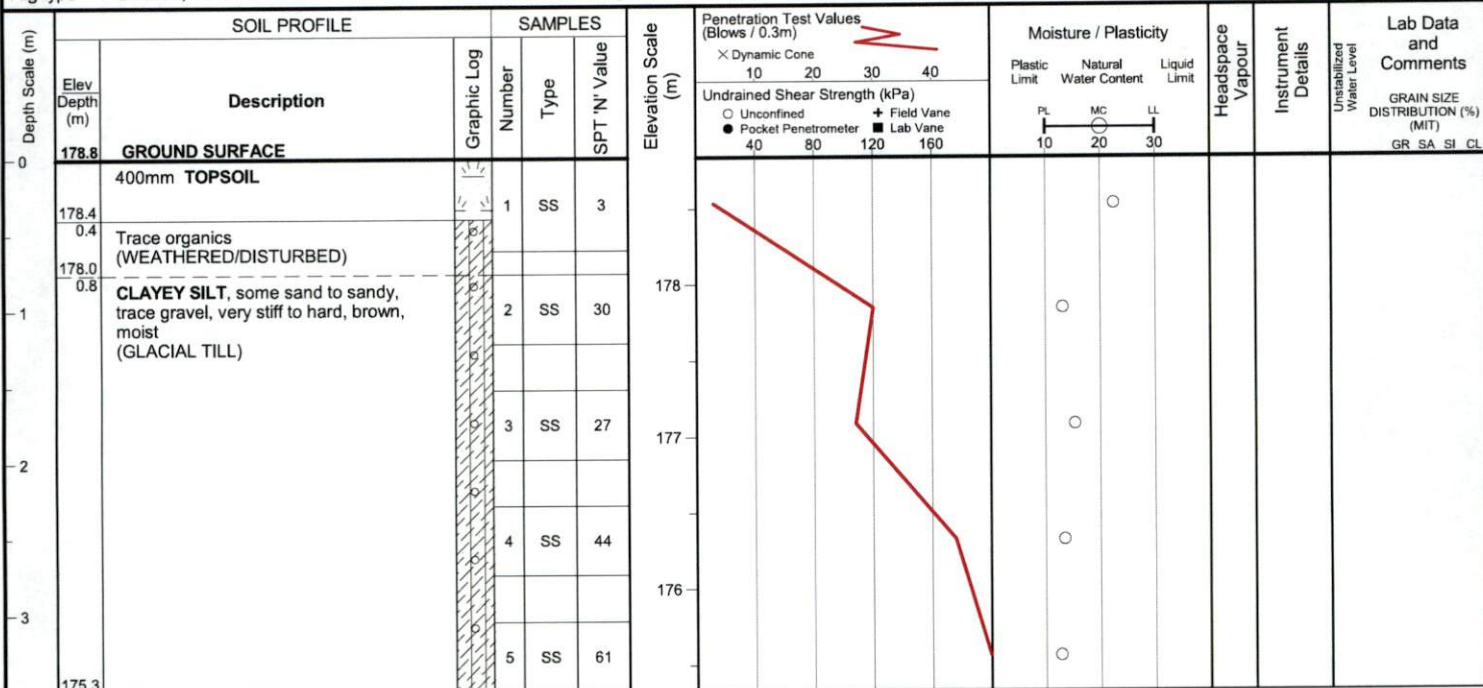 SOIL PROFILE
SAMPLES
Depth Scale (m)
Elev
Depth
(m)
Description
Graphic Log
Number
Type
SPT 'N' Value
Elevation Scale
(m)
Penetration Test Values
(Blows / 0.3m)
× Dynamic Cone
10 20 30 40
Undrained Shear Strength (kPa)
○ Unconfined + Field Vane
● Pocket Penetrometer ■ Lab Vane
40 80 120 160
Moisture / Plasticity
Plastic Limit
Natural Water Content
Liquid Limit
PL MC LL
10 20 30
Headspace
Vapour
Instrument
Details
Unstabilized
Water Level
Lab Data
and
Comments
GRAIN SIZE
DISTRIBUTION (%)
(MIT)
GR SA SI CL
0
178.8 GROUND SURFACE
400mm TOPSOIL
1 SS 3
178.4
0.4
Trace organics
(WEATHERED/DISTURBED)
178.0
0.8
CLAYEY SILT, some sand to sandy,
trace gravel, very stiff to hard, brown,
moist
(GLACIAL TILL)
178
1
2 SS 30
3 SS 27
177
2
4 SS 44
176
3
5 SS 61
175.3